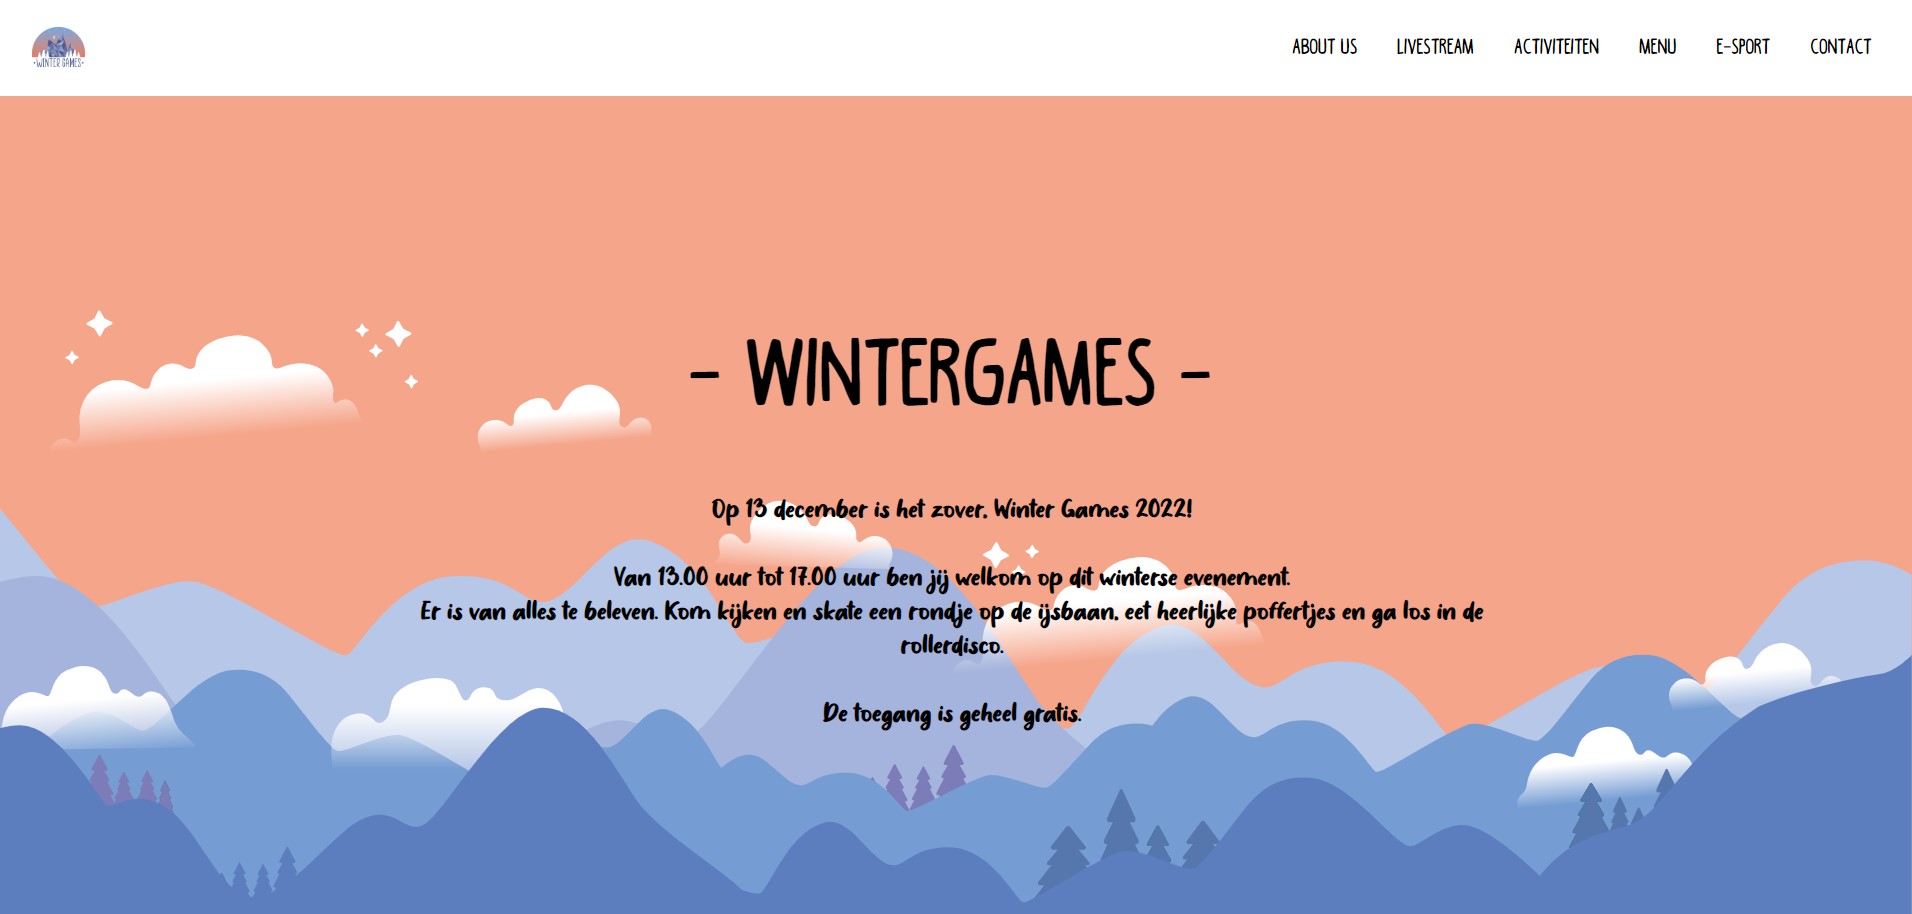 ·WINTER GAMES·
ABOUT US LIVESTREAM ACTIVITEITEN MENU E-SPORT CONTACT
- WINTERGAMES -
Op 13 december is het zover. Winter Games 2022!
Van 13.00 uur tot 17.00 uur ben jij welkom op dit winterse evenement.
Er is van alles te beleven. Kom kijken en skate een rondje op de ijsbaan, eet heerlijke poffertjes en ga los in de
rollerdisco.
De toegang is geheel gratis.